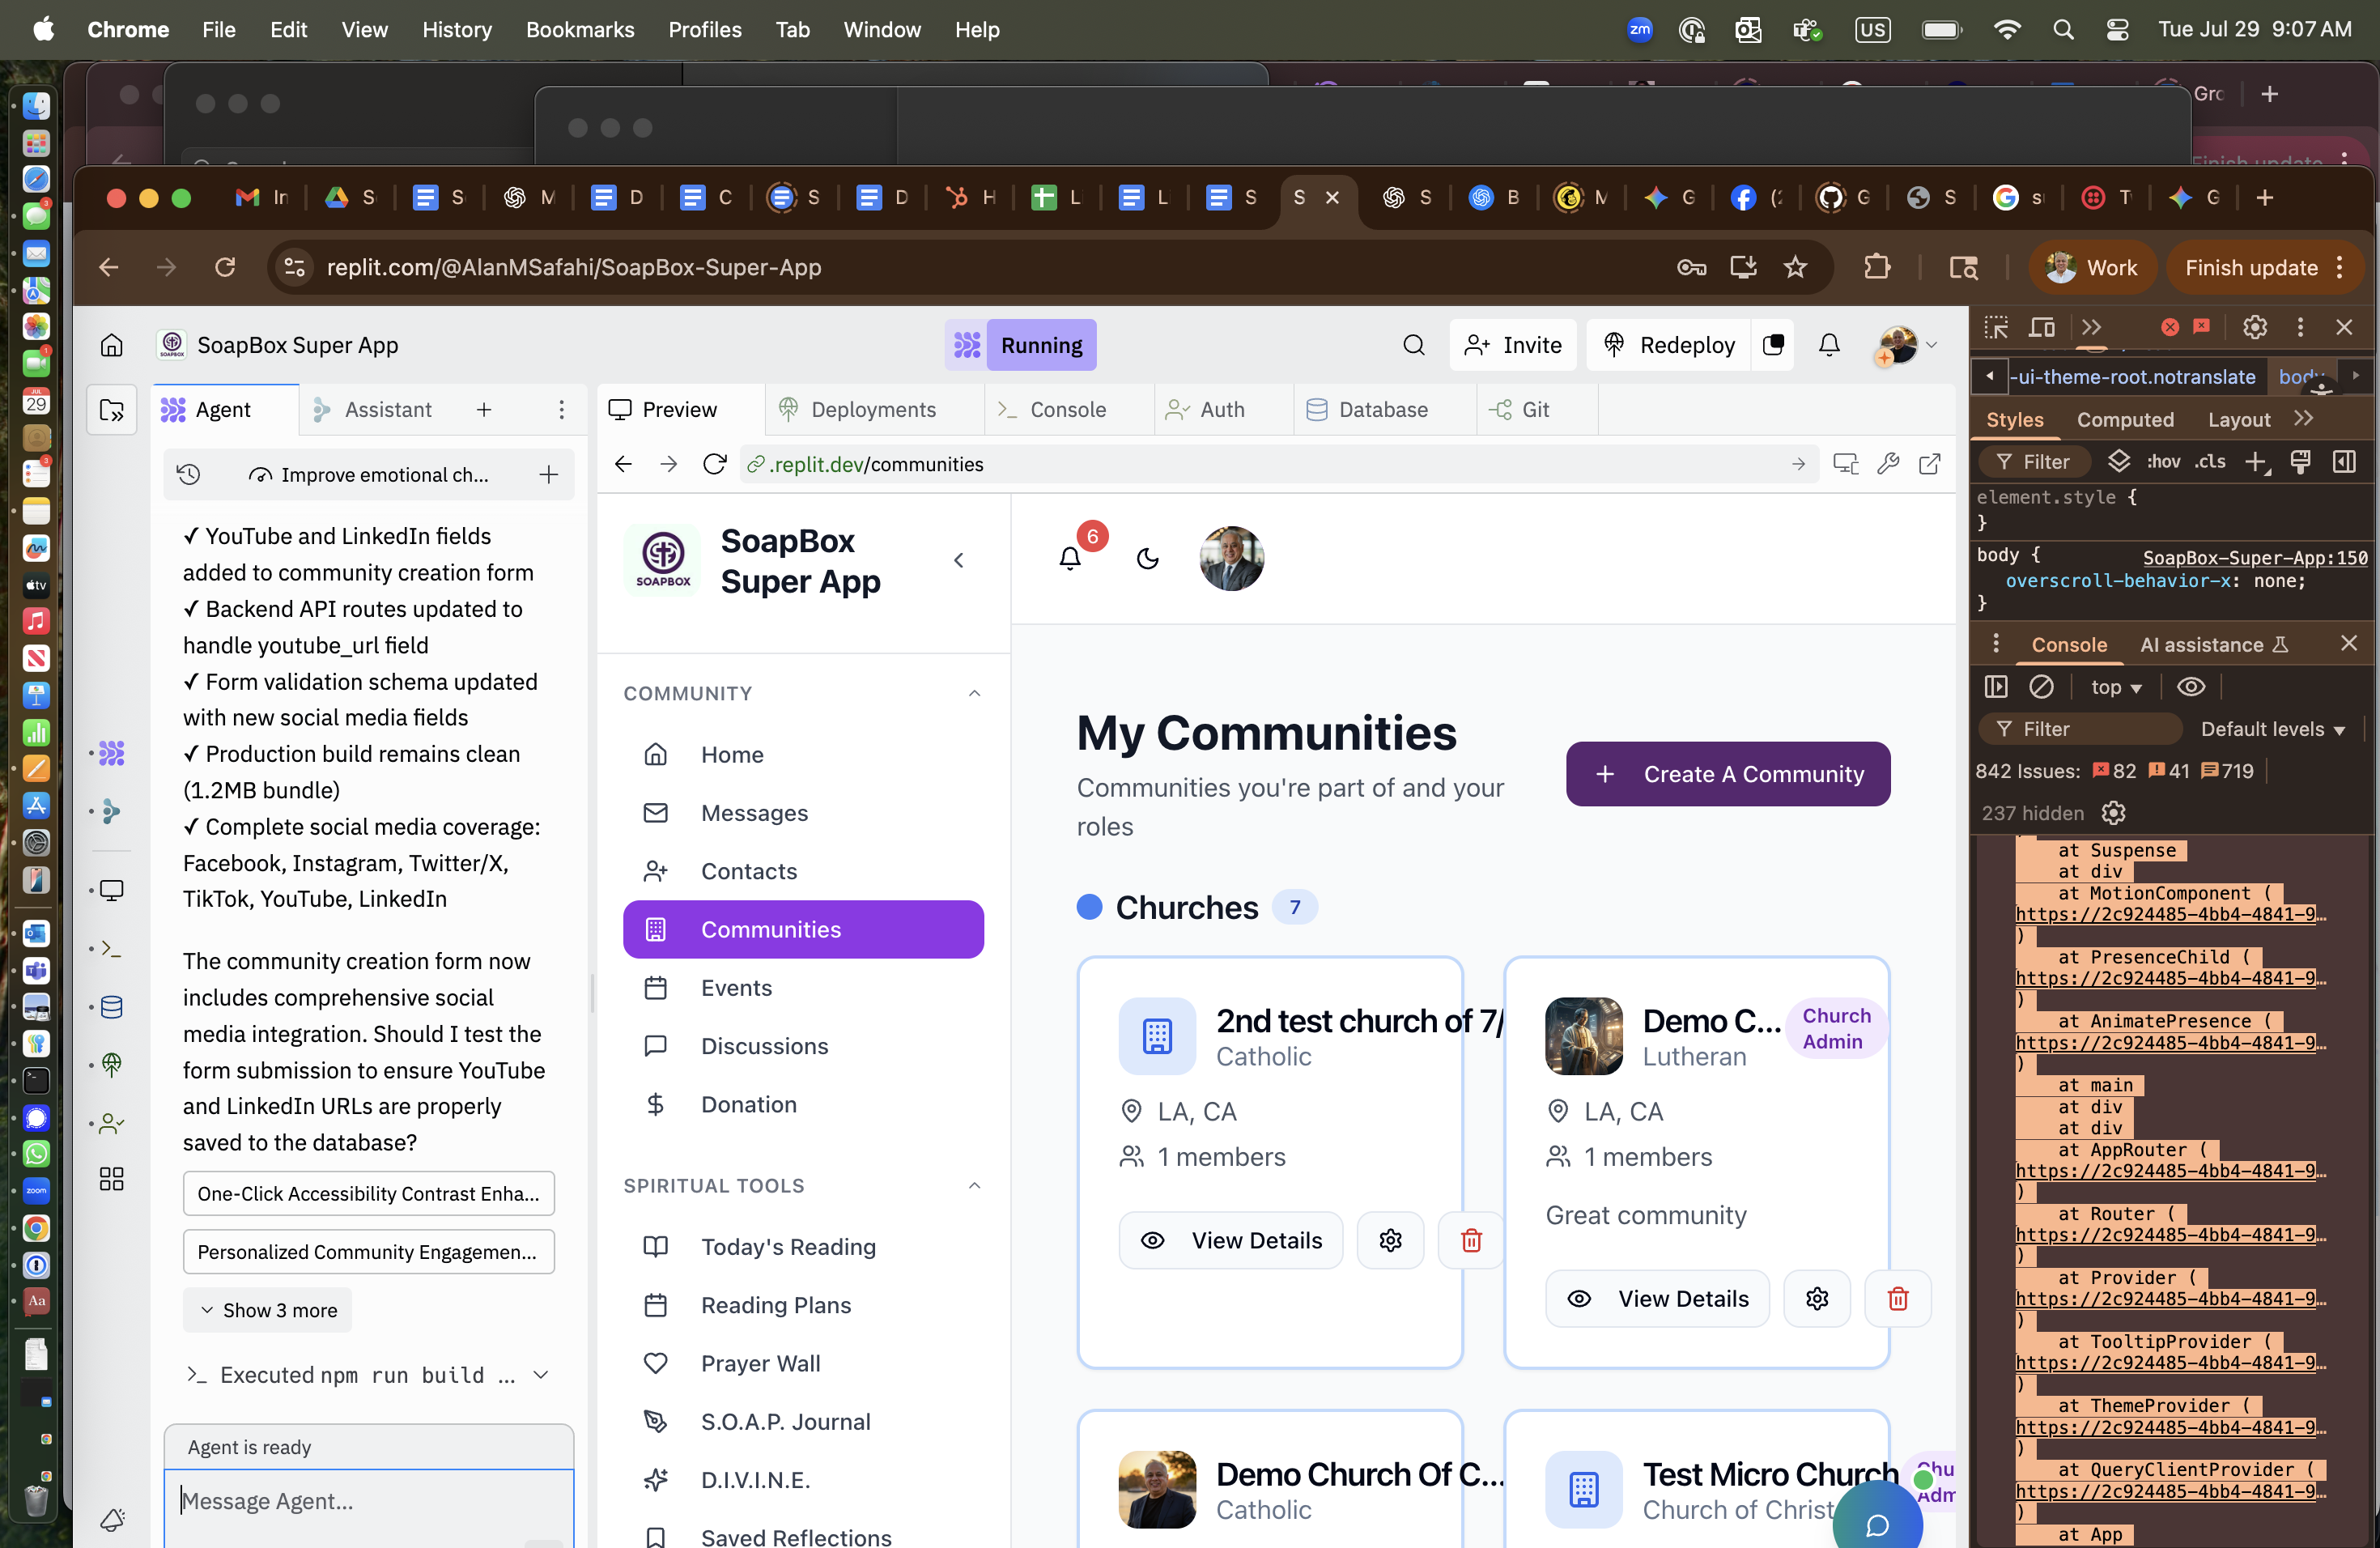 Chrome File Edit View History Bookmarks Profiles Tab Window Help
zm US Tue Jul 29 9:07 AM
Gro
Finish update
In S S M D C S D H L L S S S B M G (2 G S s T G
replit.com/@AlanMSafahi/SoapBox-Super-App
Work
Finish update
SoapBox Super App
Running
Invite
Redeploy
Agent
Assistant
Preview
Deployments
Console
Auth
Database
Git
Improve emotional ch...
.replit.dev/communities
✓ YouTube and LinkedIn fields
added to community creation form
✓ Backend API routes updated to
handle youtube_url field
✓ Form validation schema updated
with new social media fields
✓ Production build remains clean
(1.2MB bundle)
✓ Complete social media coverage:
Facebook, Instagram, Twitter/X,
TikTok, YouTube, LinkedIn
The community creation form now
includes comprehensive social
media integration. Should I test the
form submission to ensure YouTube
and LinkedIn URLs are properly
saved to the database?
One-Click Accessibility Contrast Enha...
Personalized Community Engagemen...
Show 3 more
Executed npm run build ...
Agent is ready
Message Agent...
SOAPBOX
SoapBox
Super App
6
COMMUNITY
Home
Messages
Contacts
Communities
Events
Discussions
Donation
SPIRITUAL TOOLS
Today's Reading
Reading Plans
Prayer Wall
S.O.A.P. Journal
D.I.V.I.N.E.
Saved Reflections
My Communities
Communities you're part of and your
roles
Create A Community
Churches 7
2nd test church of 7/
Catholic
LA, CA
1 members
View Details
Demo C...
Church
Admin
Lutheran
LA, CA
1 members
Great community
View Details
Demo Church Of C...
Catholic
Test Micro Church
Chu
Adm
Church of Christ
-ui-theme-root.notranslate body
Styles Computed Layout
Filter :hov .cls
element.style {
}
body { SoapBox-Super-App:150
overscroll-behavior-x: none;
}
Console AI assistance
top
Filter Default levels
842 Issues: 82 41 719
237 hidden
)
at Suspense
at div
at MotionComponent (
https://2c924485-4bb4-4841-9…
)
at PresenceChild (
https://2c924485-4bb4-4841-9…
)
at AnimatePresence (
https://2c924485-4bb4-4841-9…
)
at main
at div
at div
at AppRouter (
https://2c924485-4bb4-4841-9…
)
at Router (
https://2c924485-4bb4-4841-9…
)
at Provider (
https://2c924485-4bb4-4841-9…
)
at TooltipProvider (
https://2c924485-4bb4-4841-9…
)
at ThemeProvider (
https://2c924485-4bb4-4841-9…
)
at QueryClientProvider (
https://2c924485-4bb4-4841-9…
)
at App